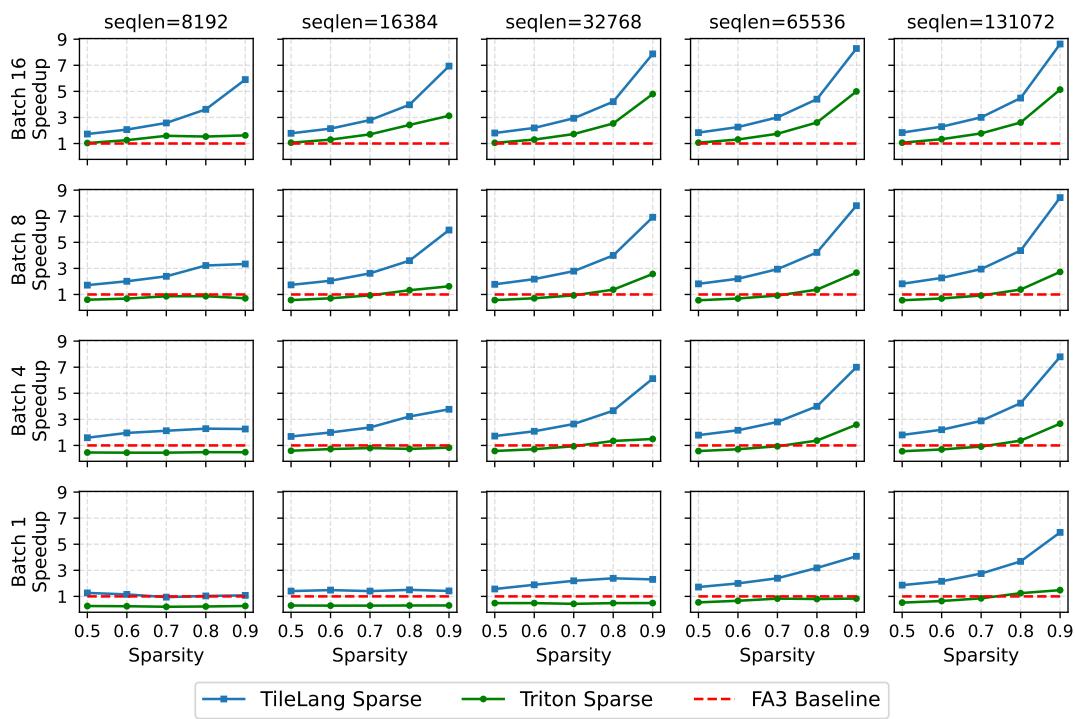 seqlen=8192 seqlen=16384 seqlen=32768 seqlen=65536 seqlen=131072
Batch 16
Speedup
9
7
5
3
1
Batch 8
Speedup
9
7
5
3
1
Batch 4
Speedup
9
7
5
3
1
Batch 1
Speedup
9
7
5
3
1
0.5 0.6 0.7 0.8 0.9 0.5 0.6 0.7 0.8 0.9 0.5 0.6 0.7 0.8 0.9 0.5 0.6 0.7 0.8 0.9 0.5 0.6 0.7 0.8 0.9
Sparsity Sparsity Sparsity Sparsity Sparsity
TileLang Sparse Triton Sparse FA3 Baseline